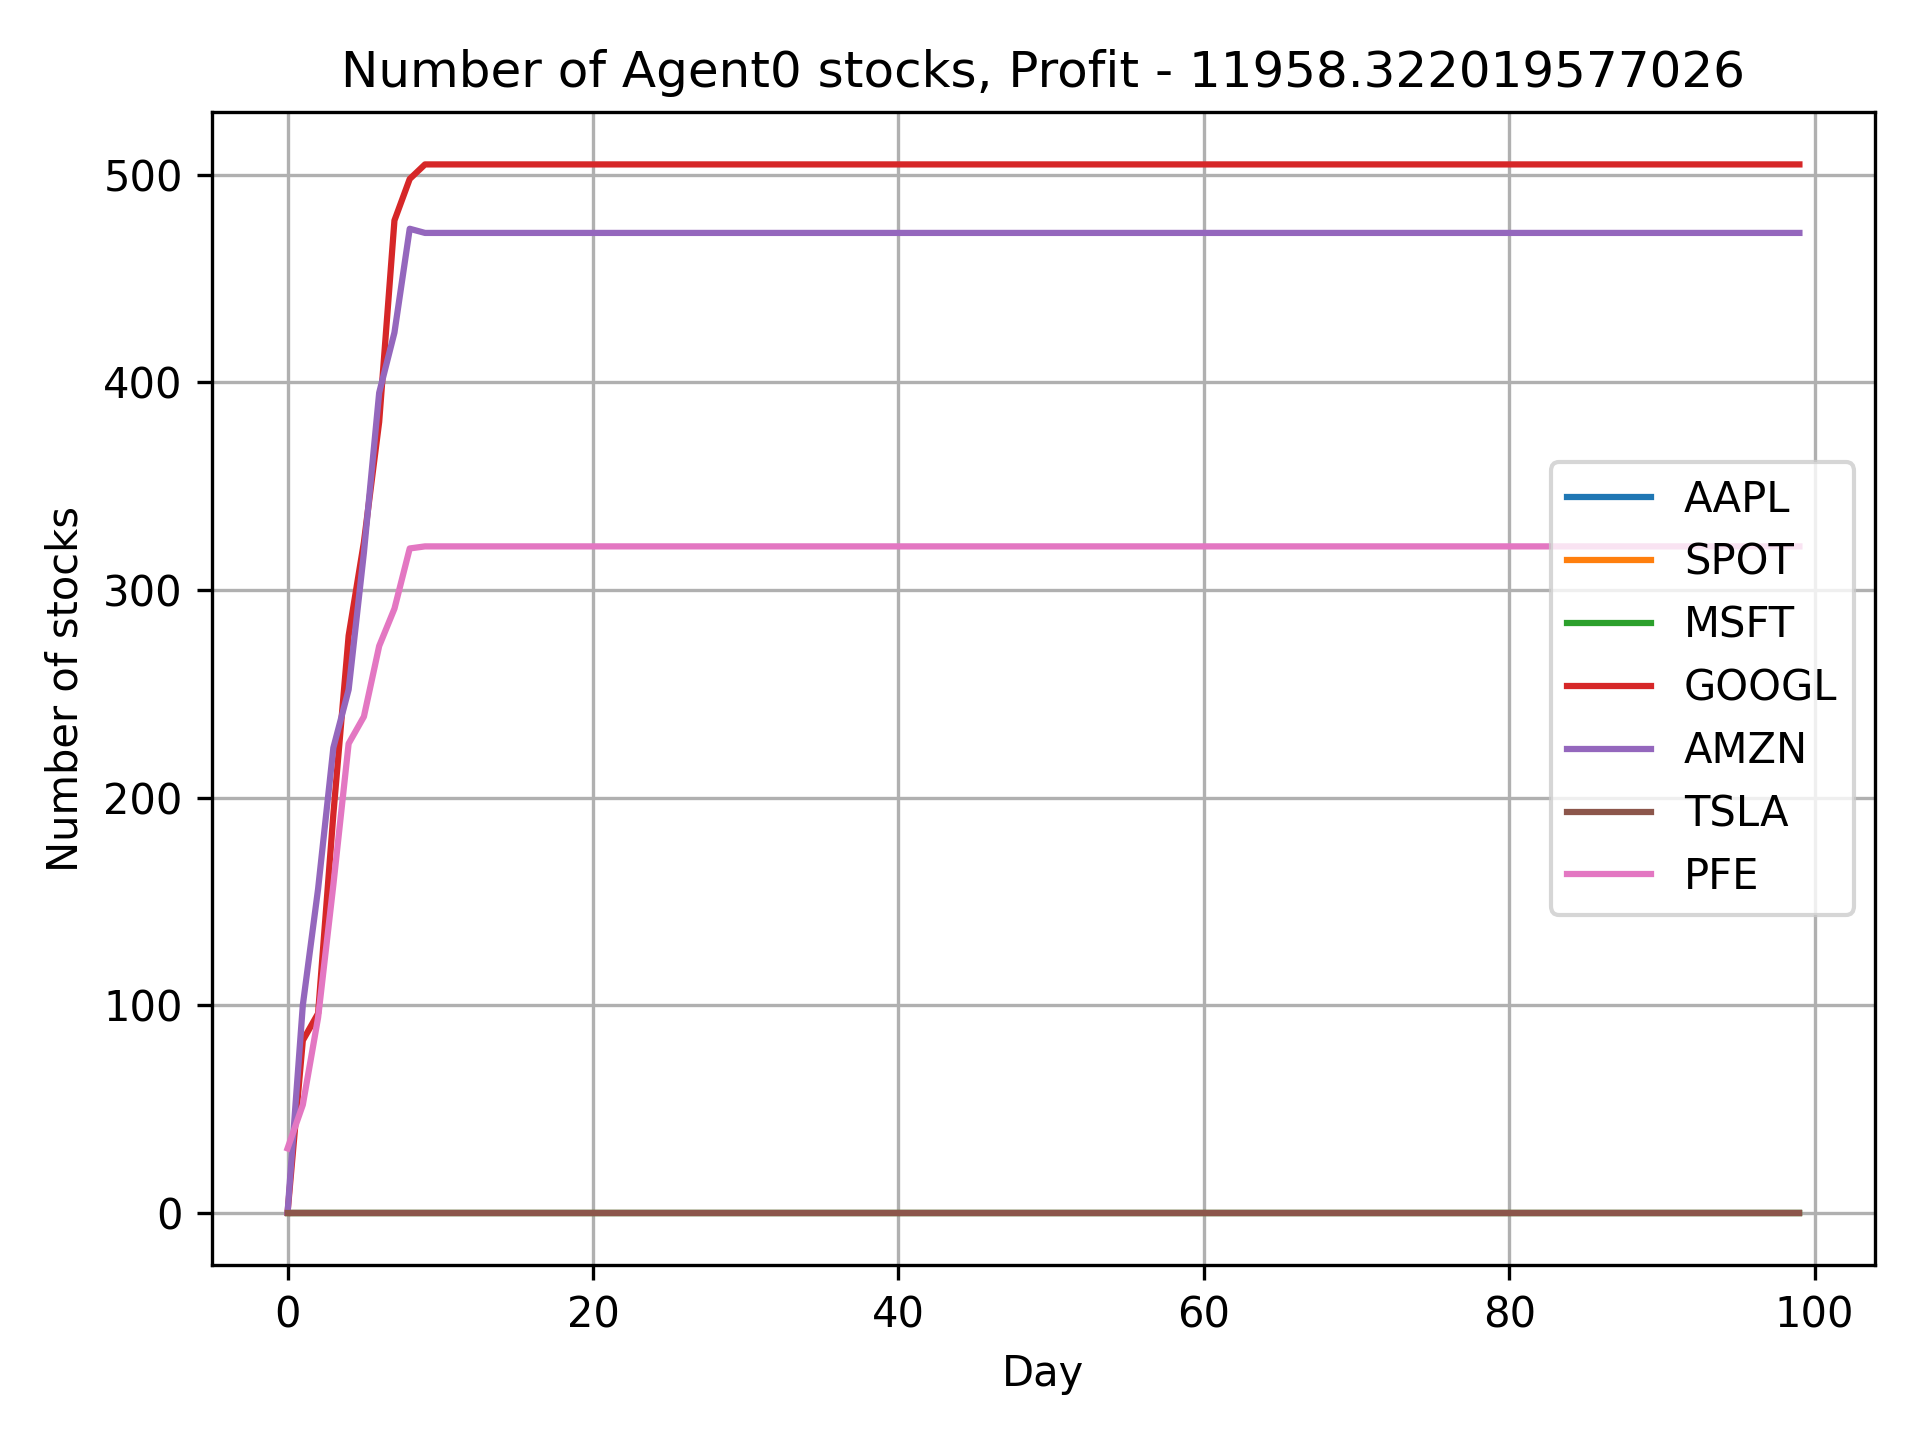 Number of Agent0 stocks, Profit - 11958.322019577026
Number of stocks
500
400
300
200
100
0
AAPL
SPOT
MSFT
GOOGL
AMZN
TSLA
PFE
0 20 40 60 80 100
Day